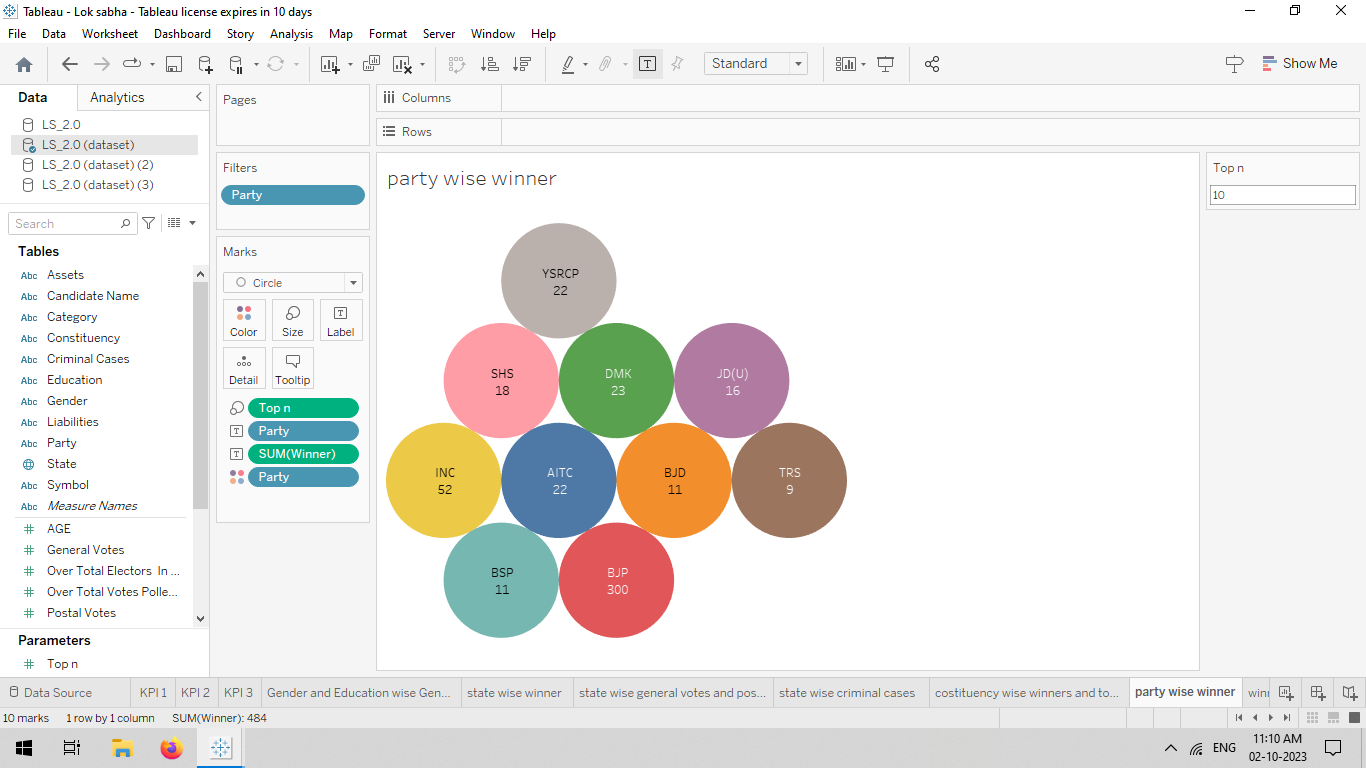 Tableau - Lok sabha - Tableau license expires in 10 days
File Data Worksheet Dashboard Story Analysis Map Format Server Window Help
Standard
Show Me
Data Analytics
LS_2.0
LS_2.0 (dataset)
LS_2.0 (dataset) (2)
LS_2.0 (dataset) (3)
Search
Tables
Abc Assets
Abc Candidate Name
Abc Category
Abc Constituency
Abc Criminal Cases
Abc Education
Abc Gender
Abc Liabilities
Abc Party
State
Abc Symbol
Abc Measure Names
# AGE
# General Votes
# Over Total Electors In ...
# Over Total Votes Polle...
# Postal Votes
Parameters
# Top n
Pages
Filters
Party
Marks
Circle
Color Size Label
Detail Tooltip
Top n
Party
SUM(Winner)
Party
Columns
Rows
party wise winner
YSRCP
22
SHS
18
DMK
23
JD(U)
16
INC
52
AITC
22
BJD
11
TRS
9
BSP
11
BJP
300
Top n
10
Data Source KPI 1 KPI 2 KPI 3 Gender and Education wise Gen... state wise winner state wise general votes and pos... state wise criminal cases costituency wise winners and to... party wise winner winn
10 marks 1 row by 1 column SUM(Winner): 484
ENG
11:10 AM
02-10-2023